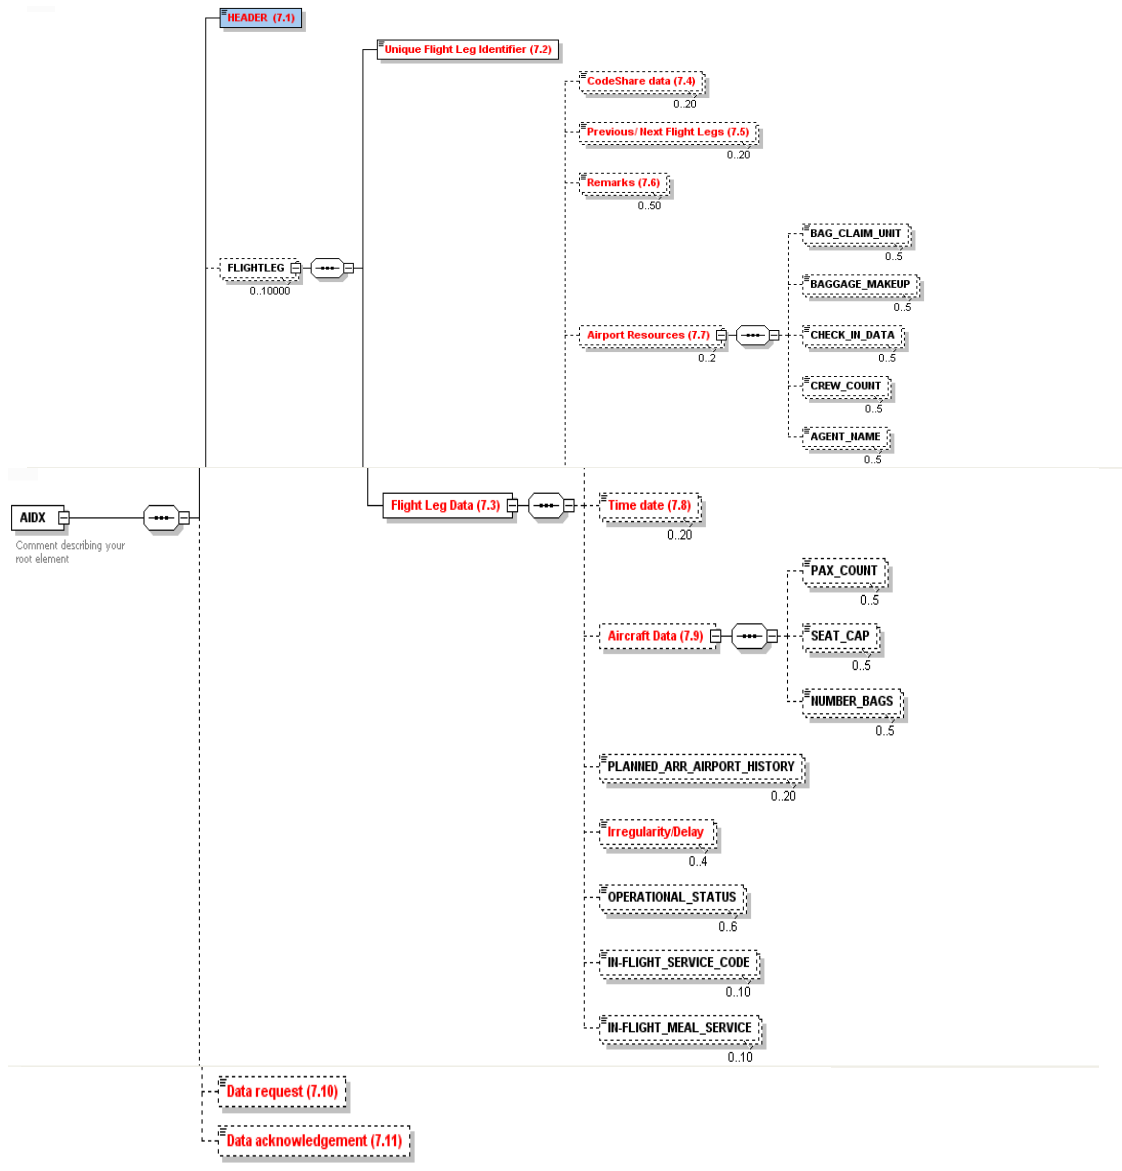 HEADER (7.1)
Unique Flight Leg Identifier (7.2)
CodeShare data (7.4)
0..20
Previous/ Next Flight Legs (7.5)
0..20
Remarks (7.6)
0..50
BAG_CLAIM_UNIT
0..5
FLIGHTLEG
0..10000
BAGGAGE_MAKEUP
0..5
Airport Resources (7.7)
0..2
CHECK_IN_DATA
0..5
CREW_COUNT
0..5
AGENT_NAME
0..5
AIDX
Comment describing your
root element
Flight Leg Data (7.3)
Time date (7.8)
0..20
PAX_COUNT
0..5
Aircraft Data (7.9)
SEAT_CAP
0..5
NUMBER_BAGS
0..5
PLANNED_ARR_AIRPORT_HISTORY
0..20
Irregularity/Delay
0..4
OPERATIONAL_STATUS
0..6
IN-FLIGHT_SERVICE_CODE
0..10
IN-FLIGHT_MEAL_SERVICE
0..10
Data request (7.10)
Data acknowledgement (7.11)